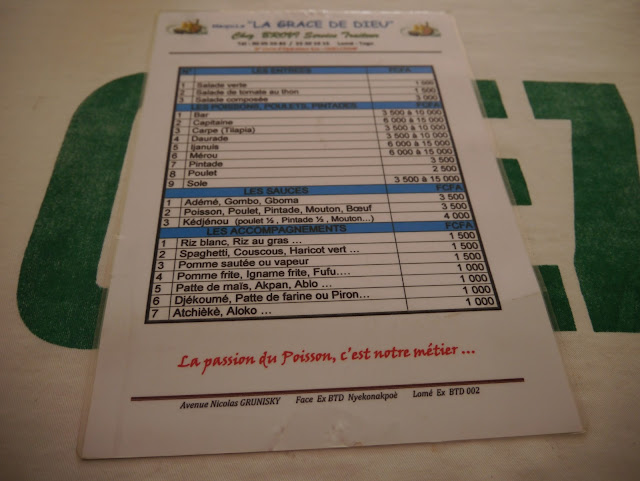 "LA GRACE DE DIEU"
Chez BROVI Service Traiteur
Lomé - Togo
N° LES ENTREES FCFA
1 Salade verte 1 000
2 Salade de tomate au thon 1 500
3 Salade composée 3 000
LES POISSONS, POULETS, PINTADES FCFA
1 Bar 3 500 à 10 000
2 Capitaine 6 000 à 15 000
3 Carpe (Tilapia) 3 500 à 10 000
4 Daurade 3 500 à 10 000
5 Ijanuis 6 000 à 15 000
6 Mérou 6 000 à 15 000
7 Pintade 3 500
8 Poulet 2 500
9 Sole 3 500 à 15 000
LES SAUCES FCFA
1 Adémé, Gombo, Gboma 3 500
2 Poisson, Poulet, Pintade, Mouton, Bœuf 3 500
3 Kédjénou (poulet ½ , Pintade ½ , Mouton…) 4 000
LES ACCOMPAGNEMENTS FCFA
1 Riz blanc, Riz au gras … 1 500
2 Spaghetti, Couscous, Haricot vert … 1 500
3 Pomme sautée ou vapeur 1 500
4 Pomme frite, Igname frite, Fufu…. 1 000
5 Patte de maïs, Akpan, Ablo … 1 000
6 Djékoumé, Patte de farine ou Piron… 1 000
7 Atchièkè, Aloko … 1 000
La passion du Poisson, c'est notre métier ...
Avenue Nicolas GRUNISKY Face Ex BTD Nyekonakpoè Lomé Ex BTD 002